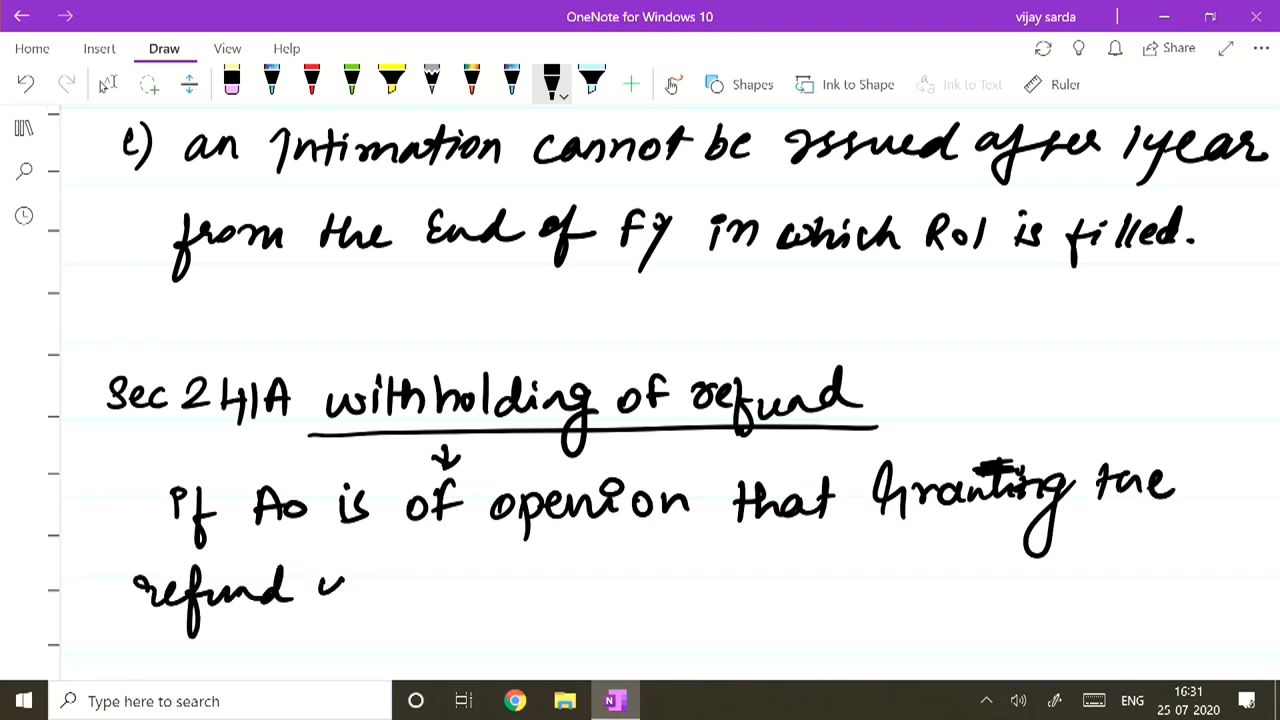 OneNote for Windows 10
vijay sarda
Home Insert Draw View Help
Share
Shapes
Ink to Shape
Ink to Text
Ruler
e) an Intimation cannot be issued after 1 year
from the End of Fy in which RoI is filled.
Sec 241A withholding of refund
↓
if Ao is of openion that Granting the
refund
Type here to search
ENG
16:31
25-07-2020